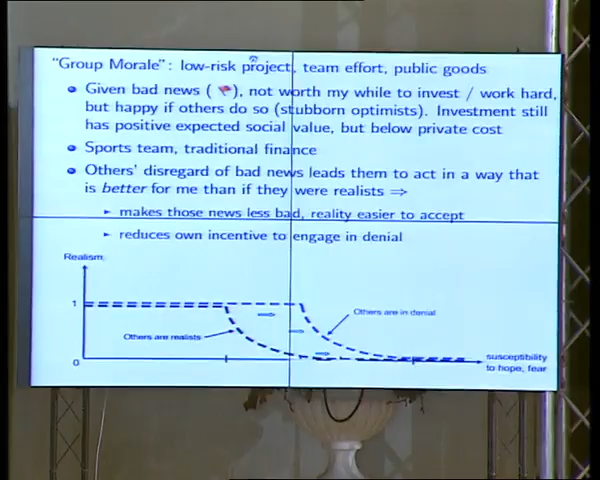 "Group Morale": low-risk project, team effort, public goods
Given bad news ( ), not worth my while to invest / work hard,
but happy if others do so (stubborn optimists). Investment still
has positive expected social value, but below private cost
Sports team, traditional finance
Others' disregard of bad news leads them to act in a way that
is better for me than if they were realists ⇒
makes those news less bad, reality easier to accept
reduces own incentive to engage in denial
Realism:
1
Others are in denial
Others are realists
0
susceptibility
to hope, fear